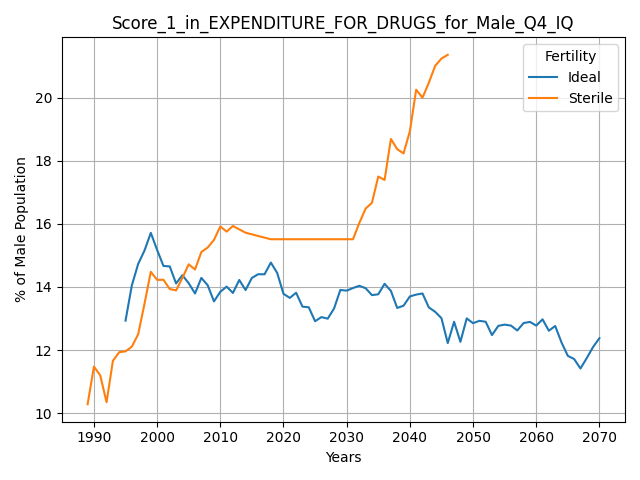 Score_1_in_EXPENDITURE_FOR_DRUGS_for_Male_Q4_IQ
Fertility
Ideal
Sterile
% of Male Population
20
18
16
14
12
10
1990 2000 2010 2020 2030 2040 2050 2060 2070
Years